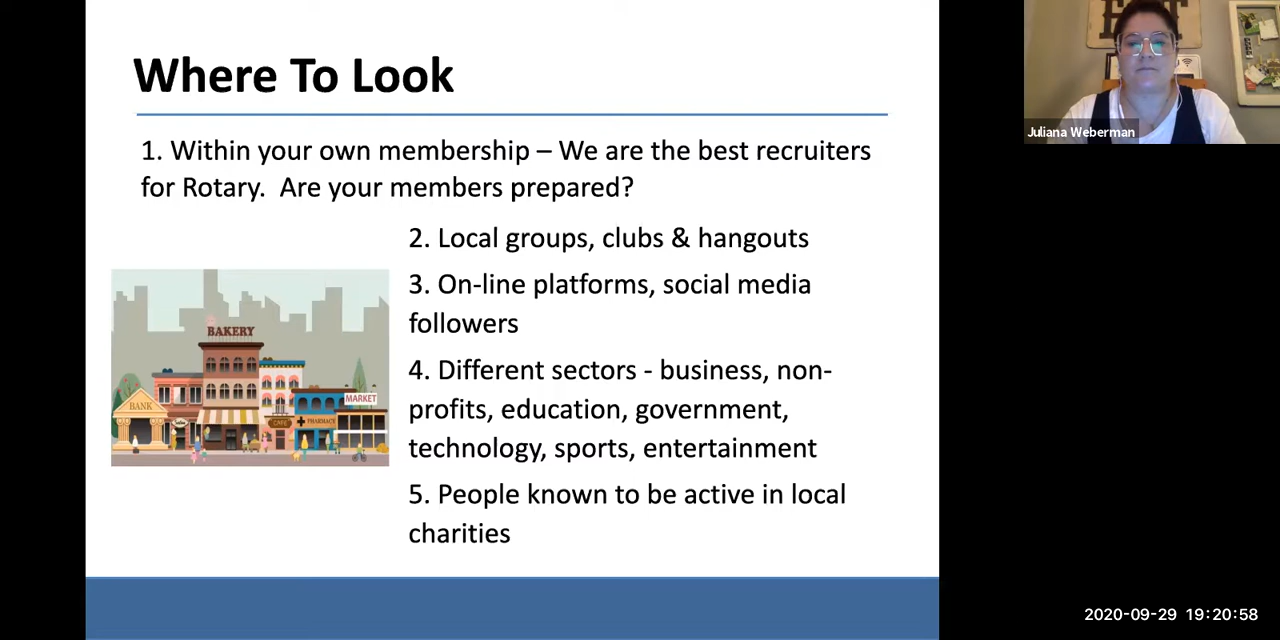 Where To Look
1. Within your own membership – We are the best recruiters
for Rotary.  Are your members prepared?
2. Local groups, clubs & hangouts
3. On-line platforms, social media
followers
4. Different sectors - business, non-
profits, education, government,
technology, sports, entertainment
5. People known to be active in local
charities
BAKERY
BANK
CAFE
PHARMACY
MARKET
Juliana Weberman
2020-09-29 19:20:58